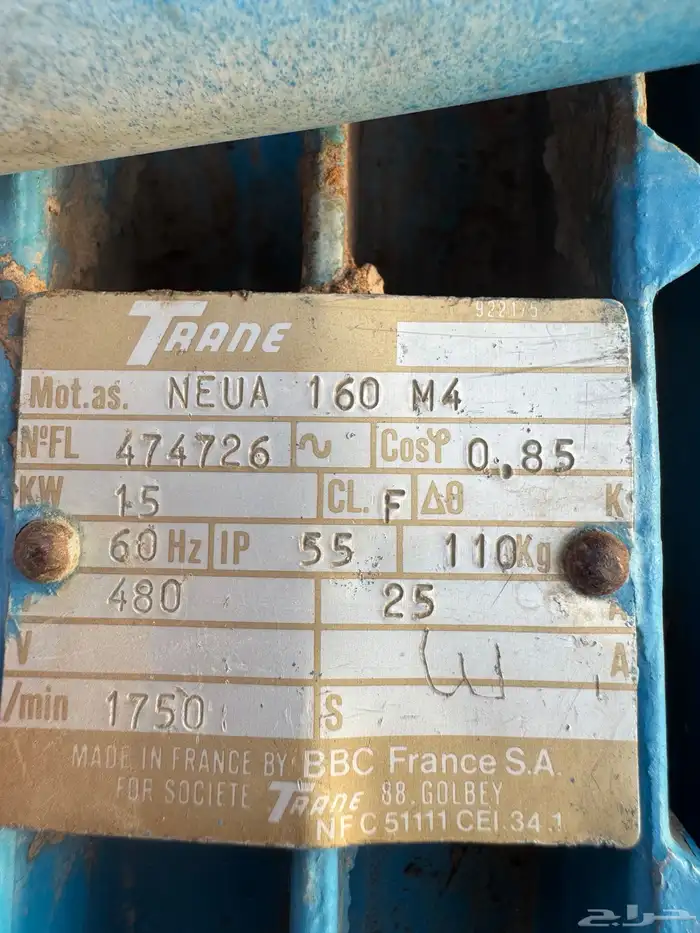 922175
TRANE
Mot.as. NEUA 160 M4
NºFL 474726 ~ Cosφ 0,85
KW 15 CL. F Δθ K
60 Hz IP 55 110 Kg
480 25 A
V A
/min 1750 S
MADE IN FRANCE BY BBC France S.A.
FOR SOCIETE TRANE 88. GOLBEY
NFC 51111 CEI.34.1
حراج